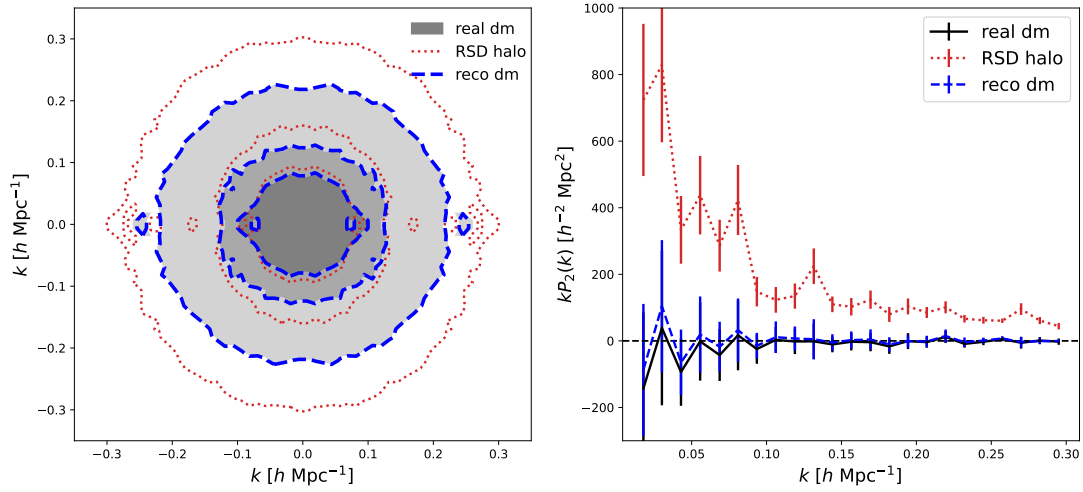 real dm
RSD halo
reco dm
0.3
0.2
0.1
0.0
−0.1
−0.2
−0.3
k [h Mpc⁻¹]
−0.3 −0.2 −0.1 0.0 0.1 0.2 0.3
k [h Mpc⁻¹]
real dm
RSD halo
reco dm
1000
800
600
400
200
0
−200
kP₂(k) [h⁻² Mpc²]
0.05 0.10 0.15 0.20 0.25 0.30
k [h Mpc⁻¹]